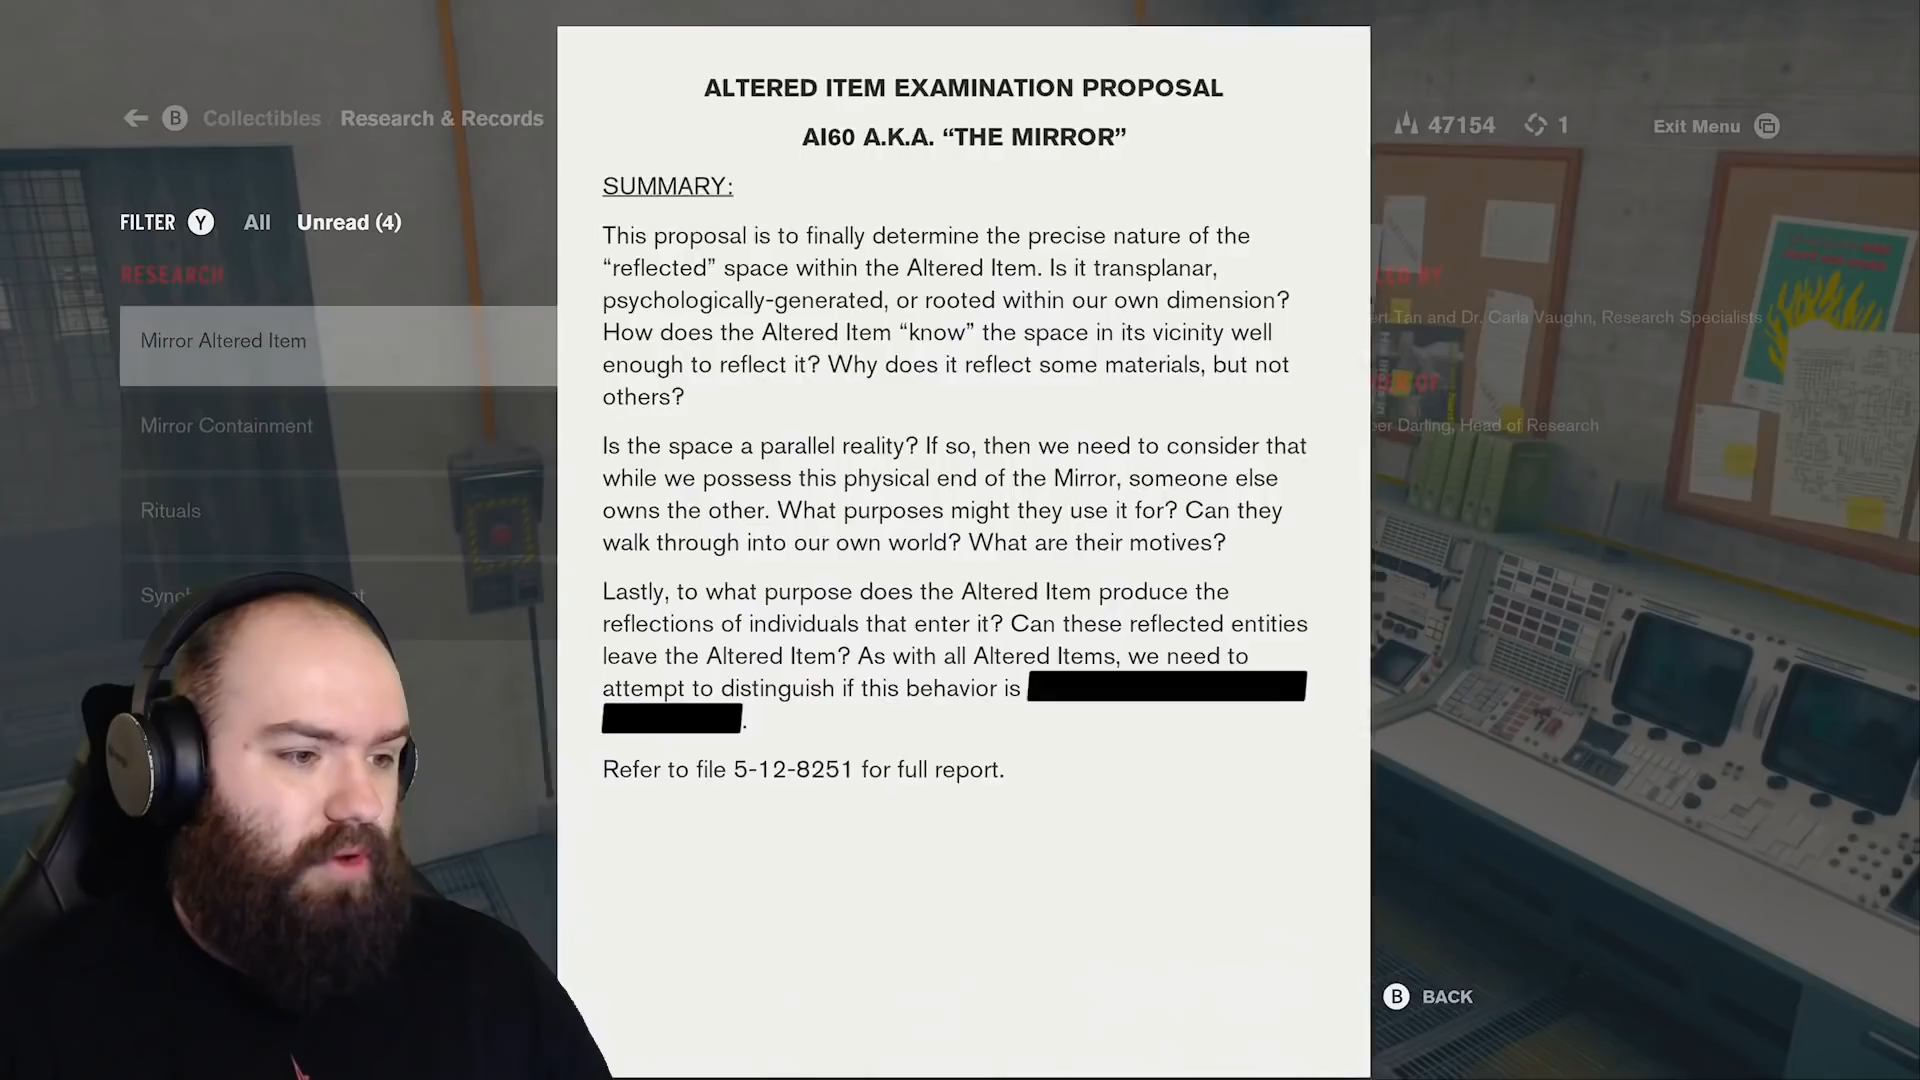 ← B Collectibles Research & Records
47154 1
Exit Menu
FILTER Y All Unread (4)
RESEARCH
Mirror Altered Item
Mirror Containment
Rituals
ALTERED ITEM EXAMINATION PROPOSAL
AI60 A.K.A. “THE MIRROR”
SUMMARY:
This proposal is to finally determine the precise nature of the
“reflected” space within the Altered Item. Is it transplanar,
psychologically-generated, or rooted within our own dimension?
How does the Altered Item “know” the space in its vicinity well
enough to reflect it? Why does it reflect some materials, but not
others?
Is the space a parallel reality? If so, then we need to consider that
while we possess this physical end of the Mirror, someone else
owns the other. What purposes might they use it for? Can they
walk through into our own world? What are their motives?
Lastly, to what purpose does the Altered Item produce the
reflections of individuals that enter it? Can these reflected entities
leave the Altered Item? As with all Altered Items, we need to
attempt to distinguish if this behavior is
.
Refer to file 5-12-8251 for full report.
BY
Tan and Dr. Carla Vaughn, Research Specialists
OF
Darling, Head of Research
B BACK